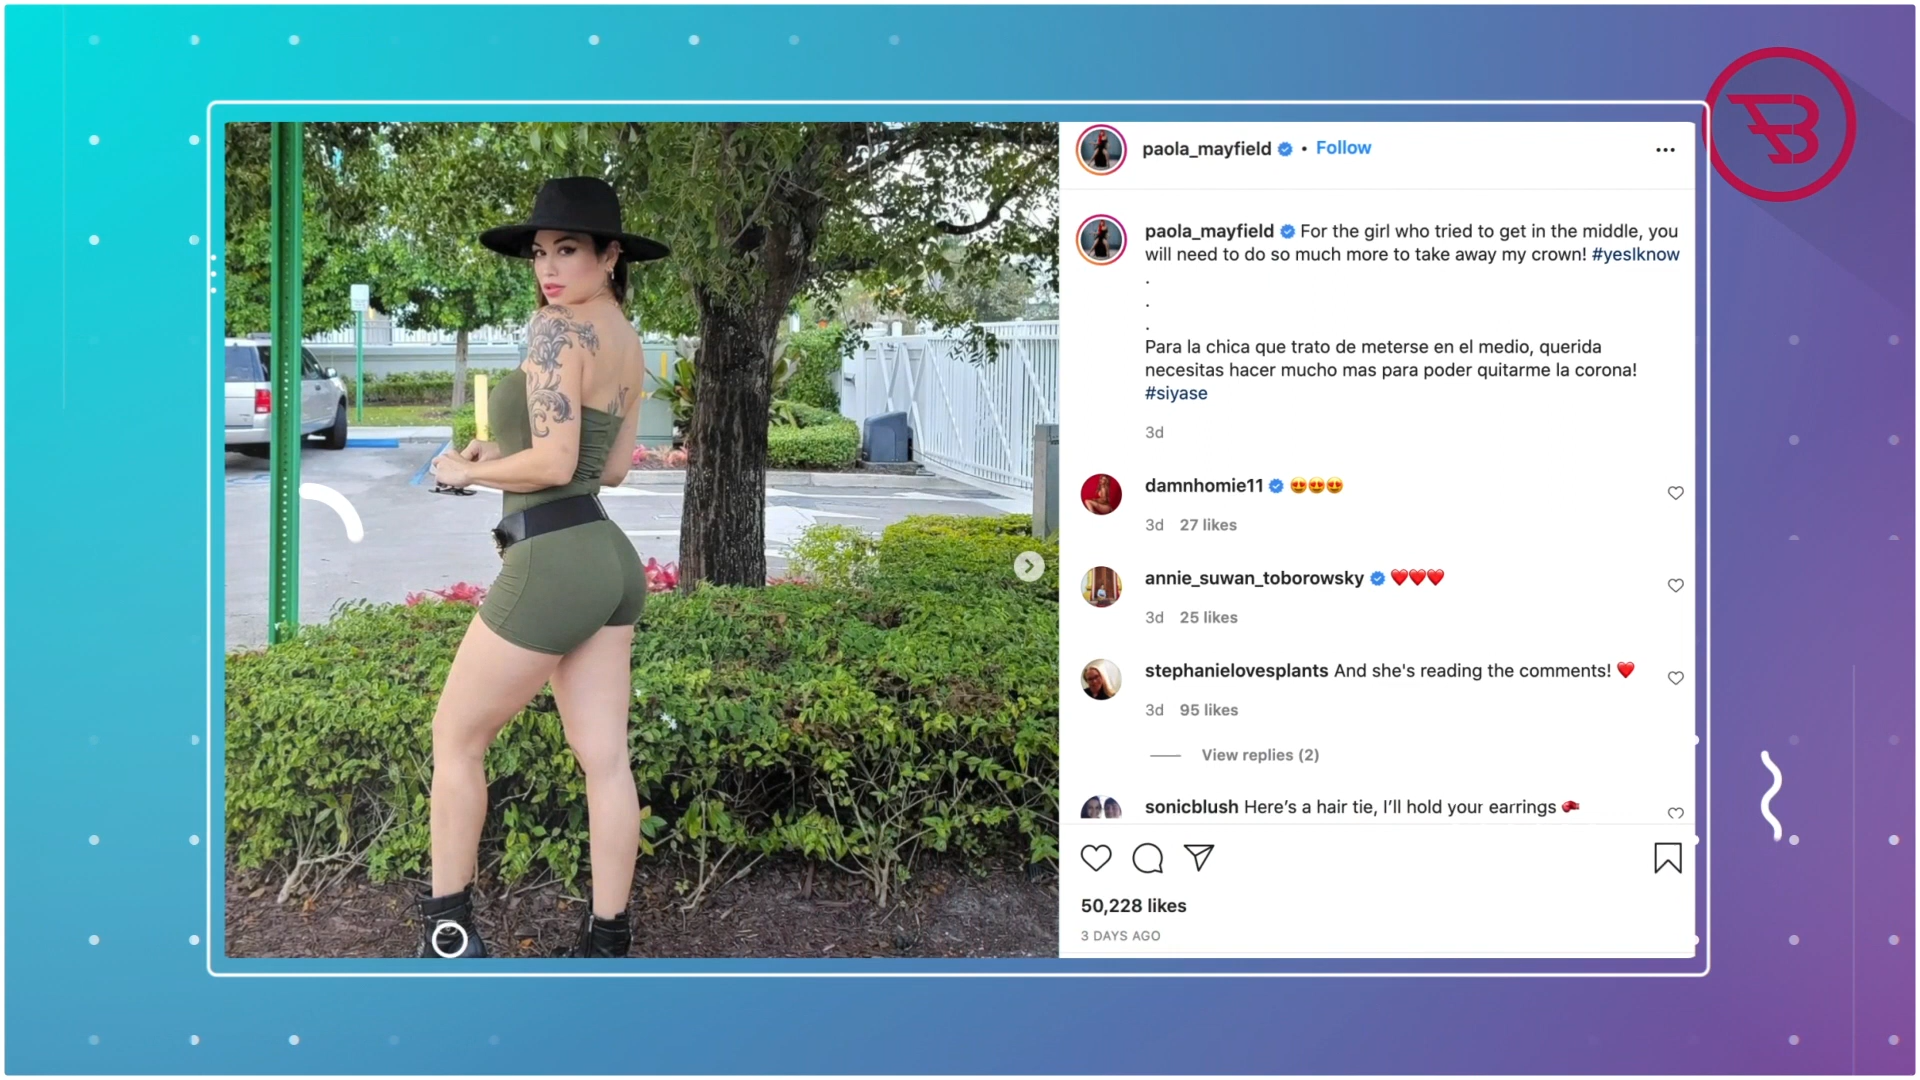 paola_mayfield • Follow
paola_mayfield For the girl who tried to get in the middle, you
will need to do so much more to take away my crown! #yesIknow
.
.
.
Para la chica que trato de meterse en el medio, querida
necesitas hacer mucho mas para poder quitarme la corona!
#siyase
3d
damnhomie11 😍😍😍
3d 27 likes
annie_suwan_toborowsky ❤️❤️❤️
3d 25 likes
stephanielovesplants And she's reading the comments! ❤️
3d 95 likes
View replies (2)
sonicblush Here’s a hair tie, I’ll hold your earrings 🥊
50,228 likes
3 DAYS AGO